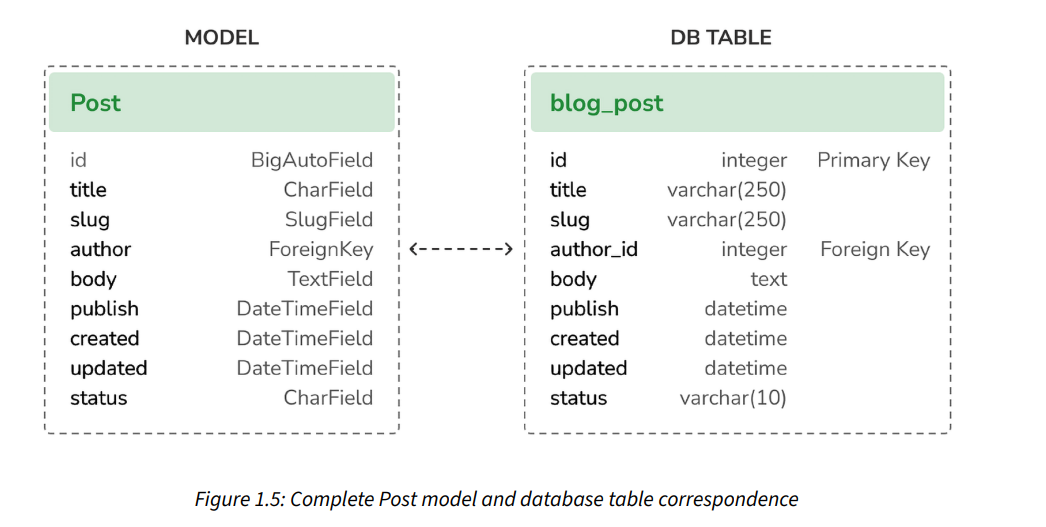 MODEL DB TABLE
Post blog_post
id BigAutoField id integer Primary Key
title CharField title varchar(250)
slug SlugField slug varchar(250)
author ForeignKey author_id integer Foreign Key
body TextField body text
publish DateTimeField publish datetime
created DateTimeField created datetime
updated DateTimeField updated datetime
status CharField status varchar(10)
Figure 1.5: Complete Post model and database table correspondence